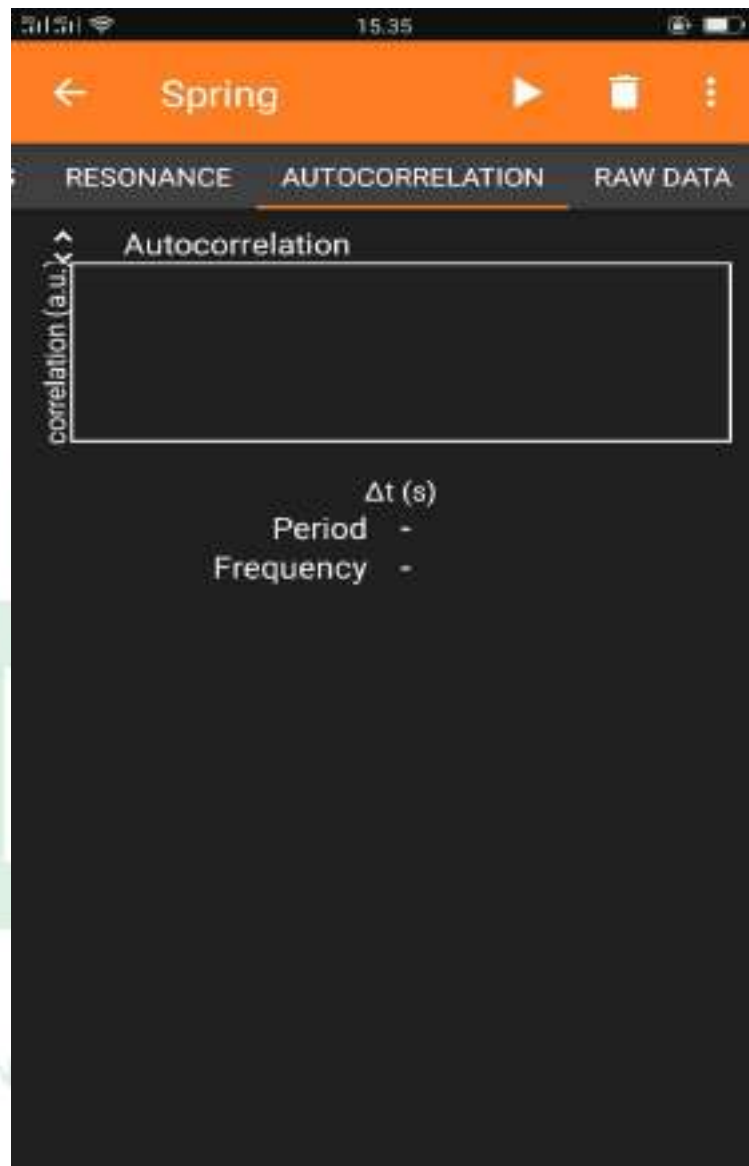 15.35
Spring
S RESONANCE AUTOCORRELATION RAW DATA
Autocorrelation
correlation (a.u.)
Δt (s)
Period -
Frequency -